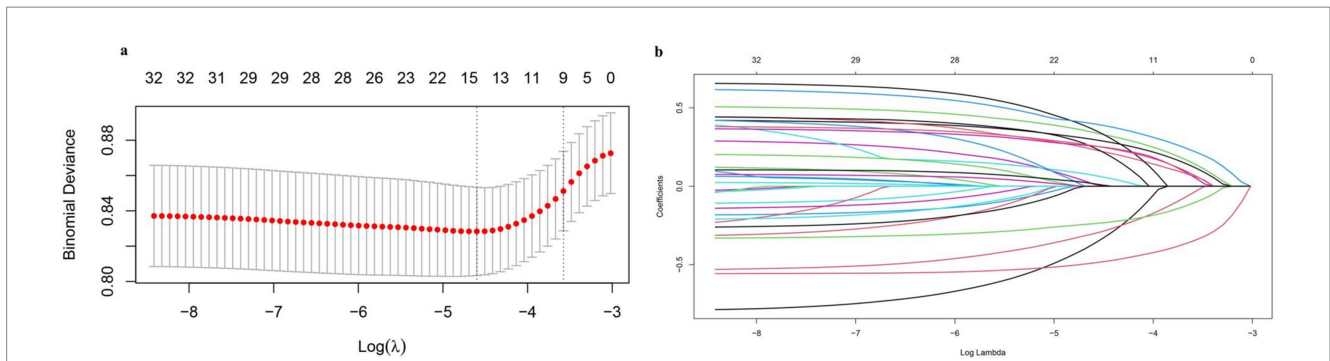 a
32 32 31 29 29 28 28 26 23 22 15 13 11 9 5 0
Binomial Deviance
0.88
0.84
0.80
−8 −7 −6 −5 −4 −3
Log(λ)
b
32 29 28 22 11 0
Coefficients
0.5
0.0
−0.5
−8 −7 −6 −5 −4 −3
Log Lambda